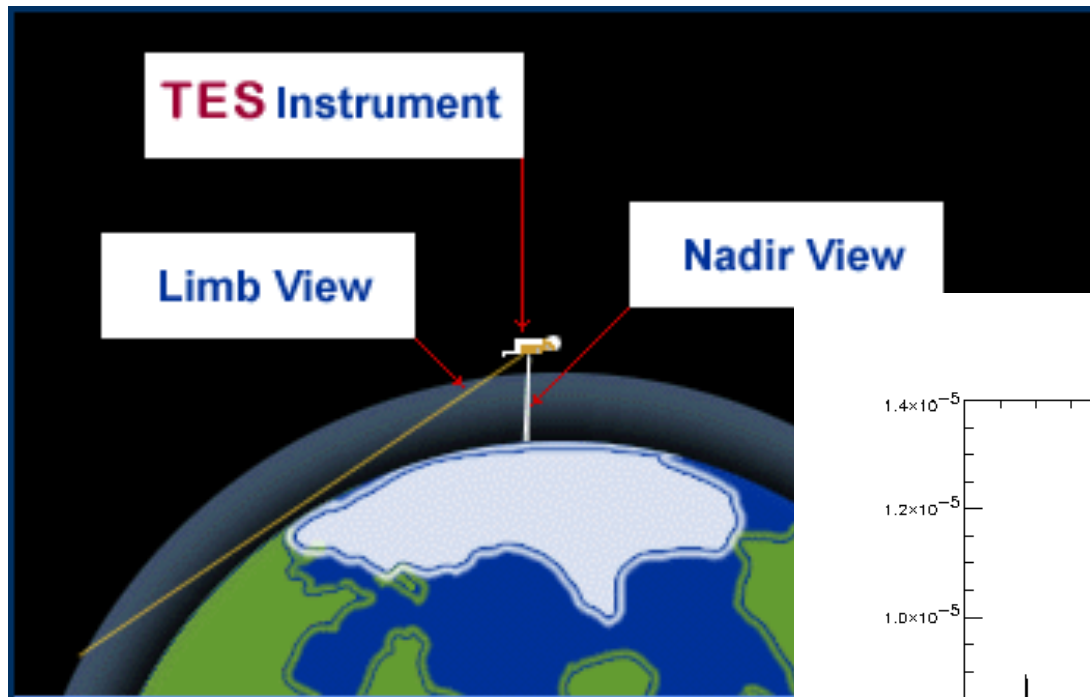 TES Instrument
Nadir View
Limb View
1.4×10⁻⁵
1.2×10⁻⁵
1.0×10⁻⁵